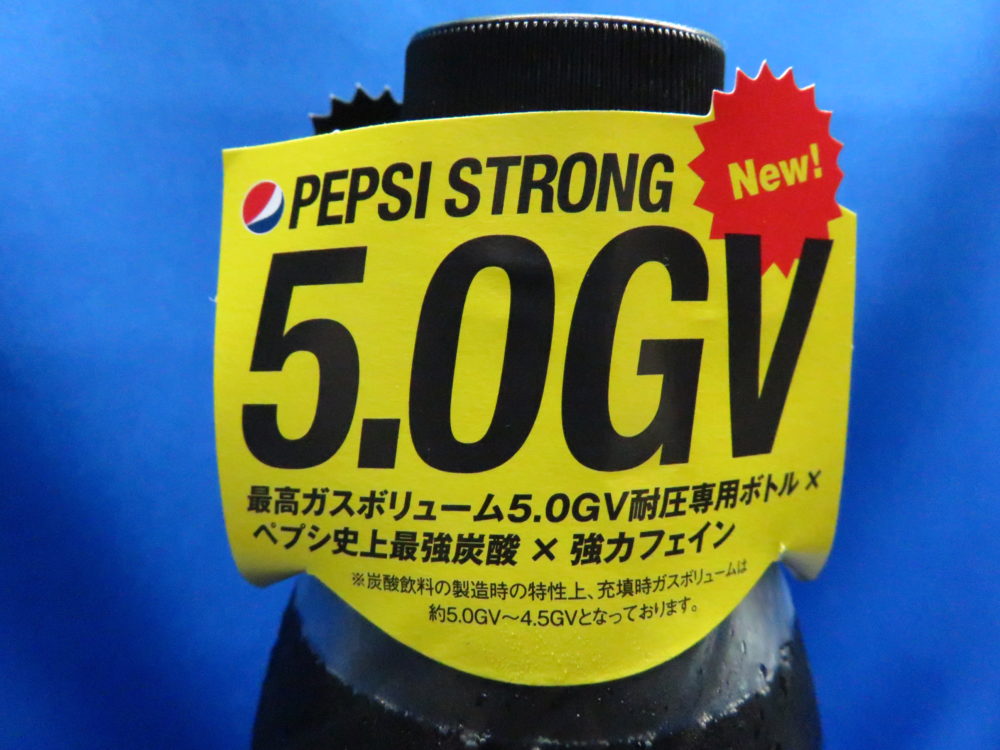 New!
PEPSI STRONG
5.0GV
最高ガスボリューム5.0GV耐圧専用ボトル×
ペプシ史上最強炭酸 × 強カフェイン
※炭酸飲料の製造時の特性上、充填時ガスボリュームは
約5.0GV～4.5GVとなっております。